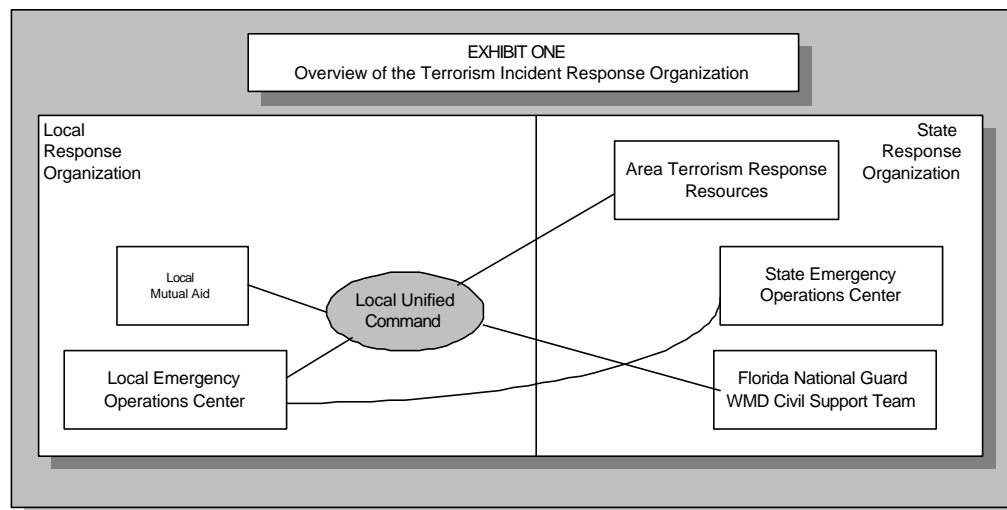 EXHIBIT ONE
Overview of the Terrorism Incident Response Organization
Local
Response
Organization
State
Response
Organization
Area Terrorism Response
Resources
Local
Mutual Aid
Local Unified
Command
State Emergency
Operations Center
Local Emergency
Operations Center
Florida National Guard
WMD Civil Support Team